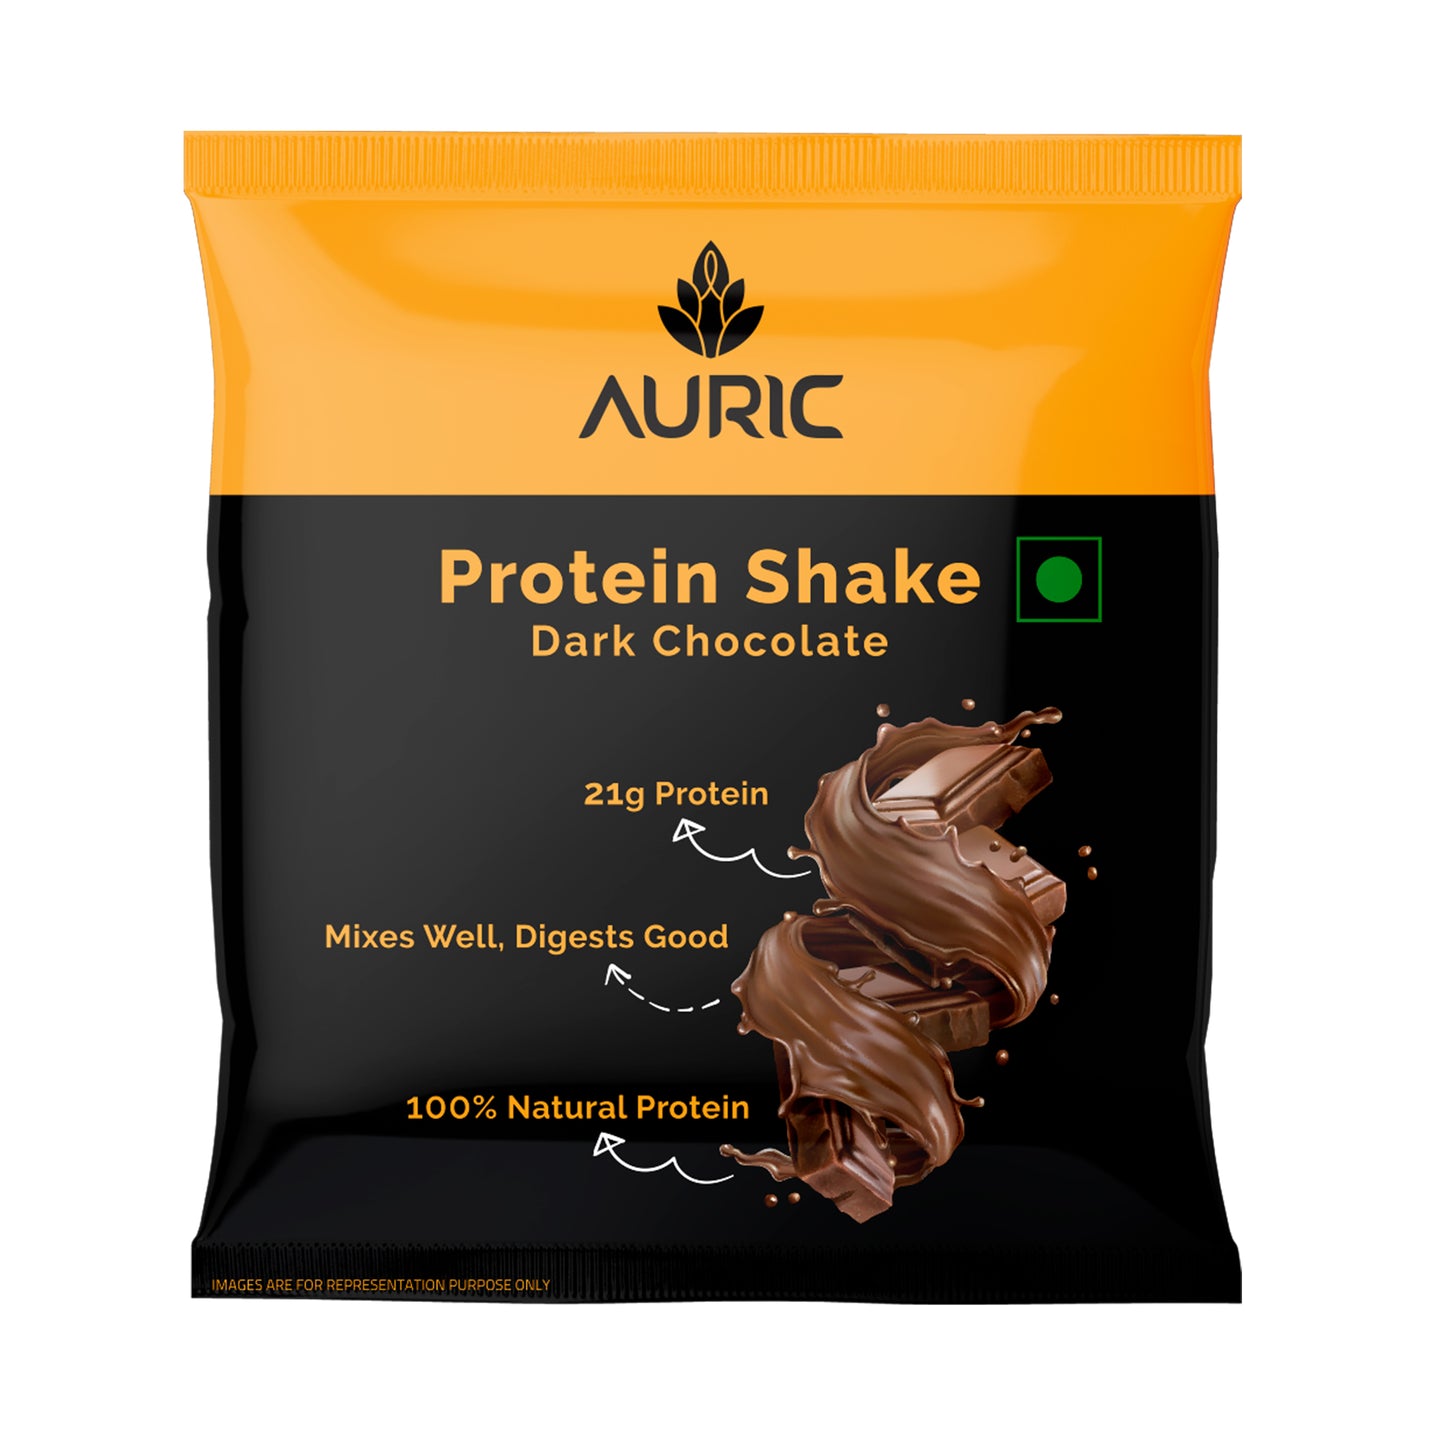 AURIC
Protein Shake
Dark Chocolate
21g Protein
Mixes Well, Digests Good
100% Natural Protein
IMAGES ARE FOR REPRESENTATION PURPOSE ONLY